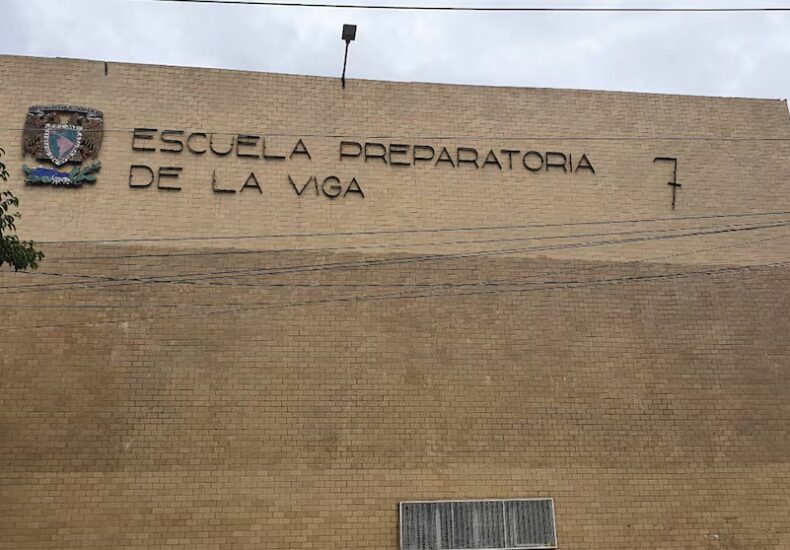 ESCUELA PREPARATORIA 7
DE LA VIGA